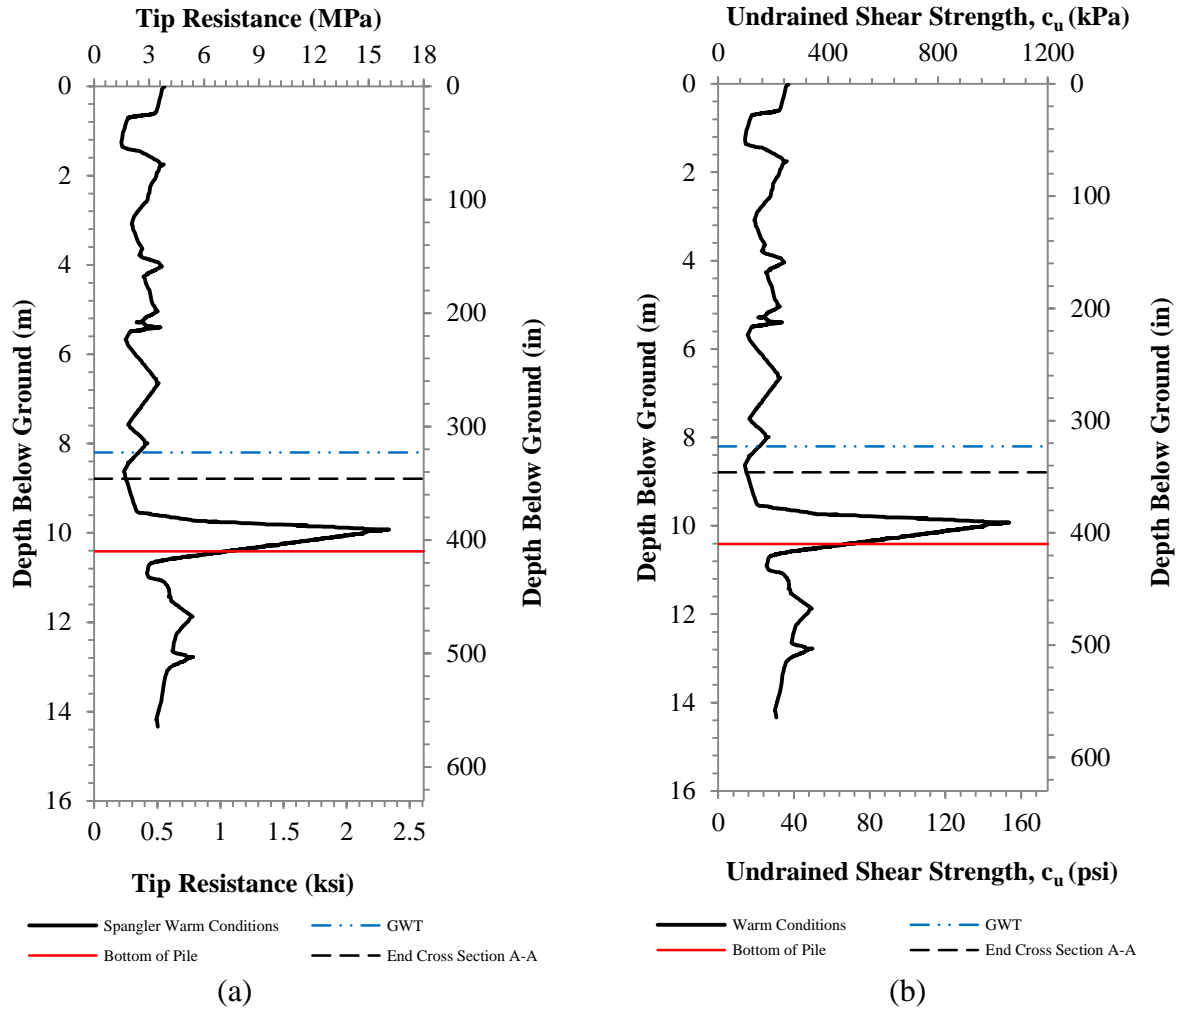 Tip Resistance (MPa)
0 3 6 9 12 15 18
0
2
4
6
8
10
12
14
16
Depth Below Ground (m)
0
100
200
300
400
500
600
Depth Below Ground (in)
0 0.5 1 1.5 2 2.5
Tip Resistance (ksi)
Spangler Warm Conditions
GWT
Bottom of Pile
End Cross Section A-A
(a)
Undrained Shear Strength, cu (kPa)
0 400 800 1200
0
2
4
6
8
10
12
14
16
Depth Below Ground (m)
0
100
200
300
400
500
600
Depth Below Ground (in)
0 40 80 120 160
Undrained Shear Strength, cu (psi)
Warm Conditions
GWT
Bottom of Pile
End Cross Section A-A
(b)